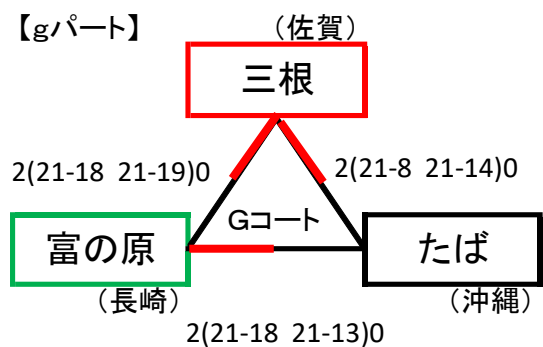 【gパート】 （佐賀）
三根
2(21-18 21-19)0 2(21-8 21-14)0
Gコート
富の原 たば
（長崎） （沖縄）
2(21-18 21-13)0